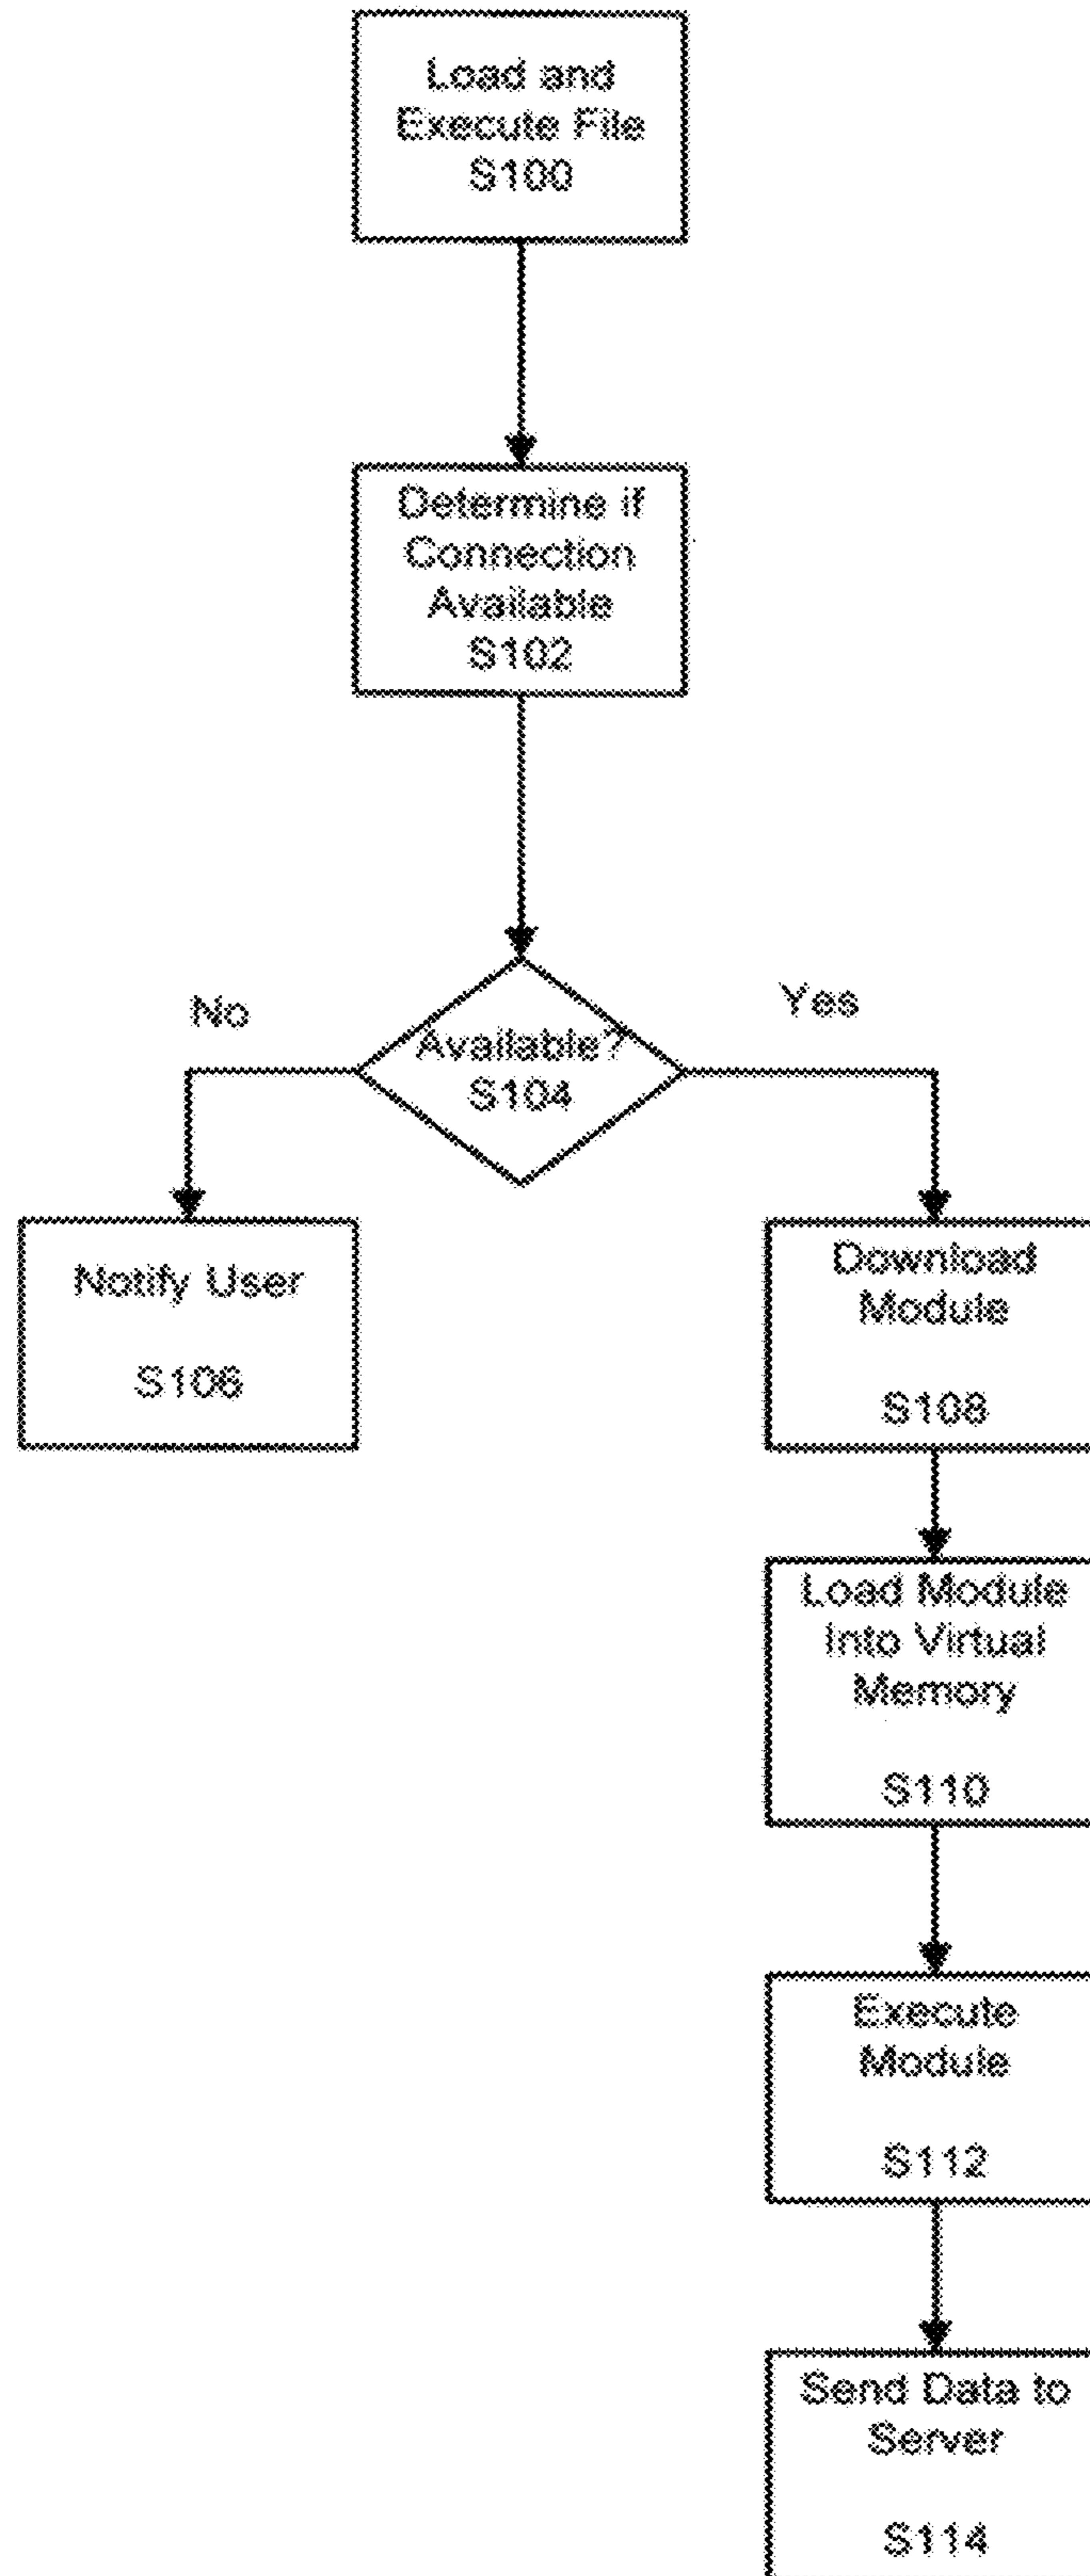 Load and
Execute File
S100
Determine if
Connection
Available
S102
No
Yes
Available?
S104
Notify User
S106
Download
Module
S108
Load Module
Into Virtual
Memory
S110
Execute
Module
S112
Send Data to
Server
S114